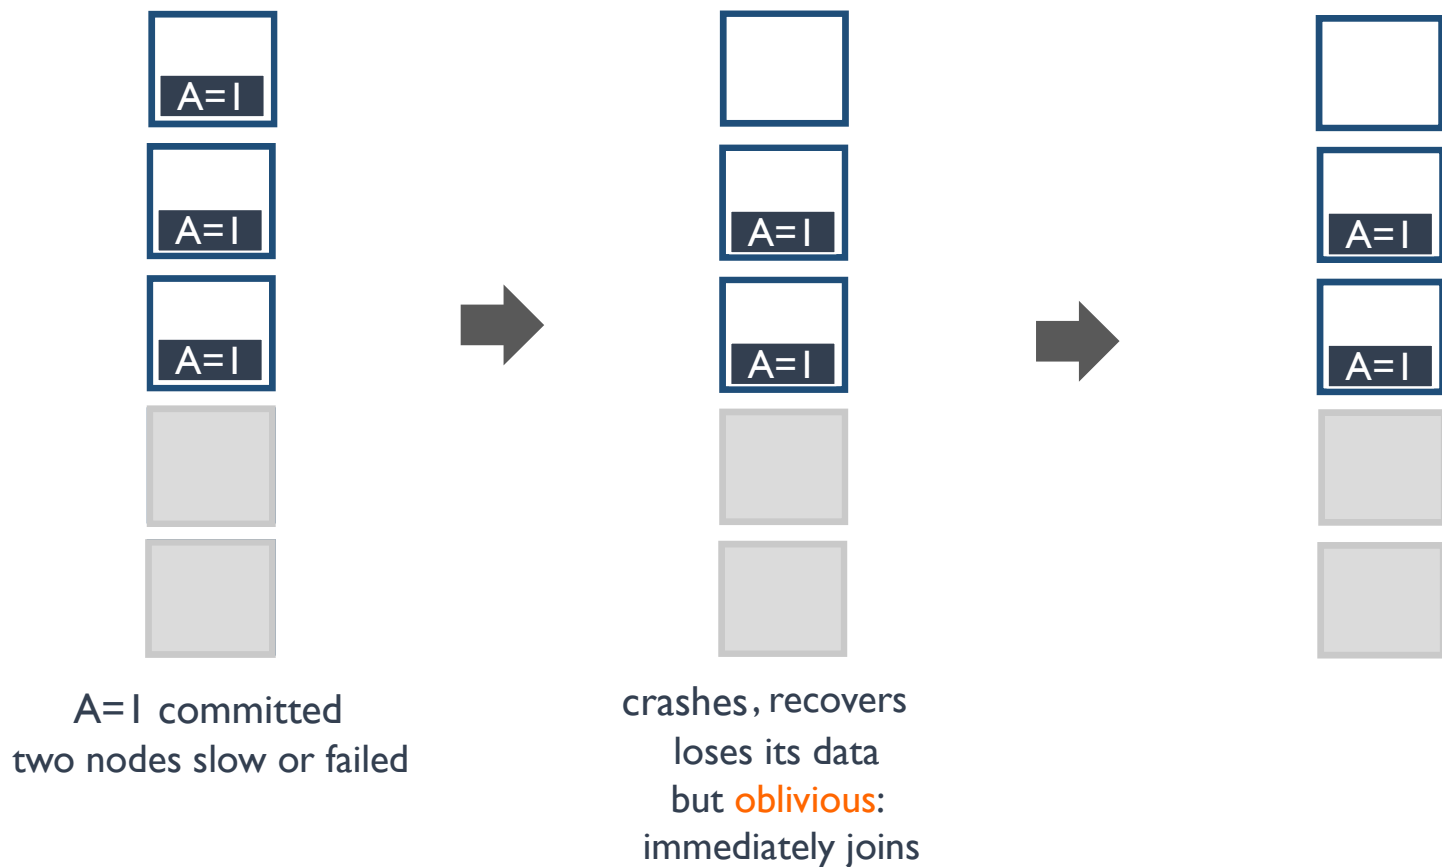 A=1
A=1
A=1
A=1 committed
two nodes slow or failed
A=1
A=1
crashes, recovers
loses its data
but oblivious:
immediately joins
A=1
A=1